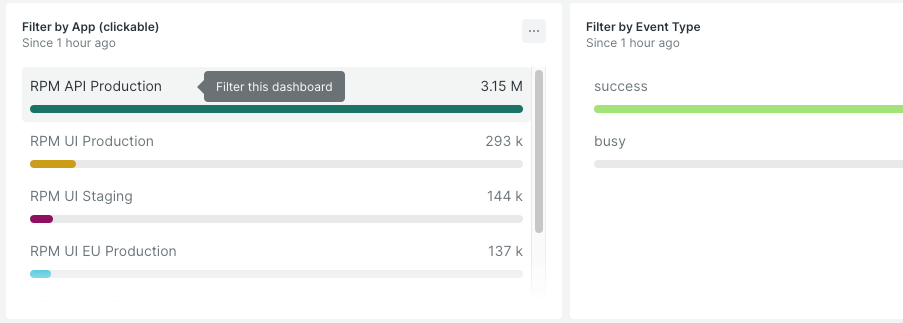 Filter by App (clickable)
Since 1 hour ago
...
RPM API Production
Filter this dashboard
3.15 M
RPM UI Production
293 k
RPM UI Staging
144 k
RPM UI EU Production
137 k
Filter by Event Type
Since 1 hour ago
success
busy